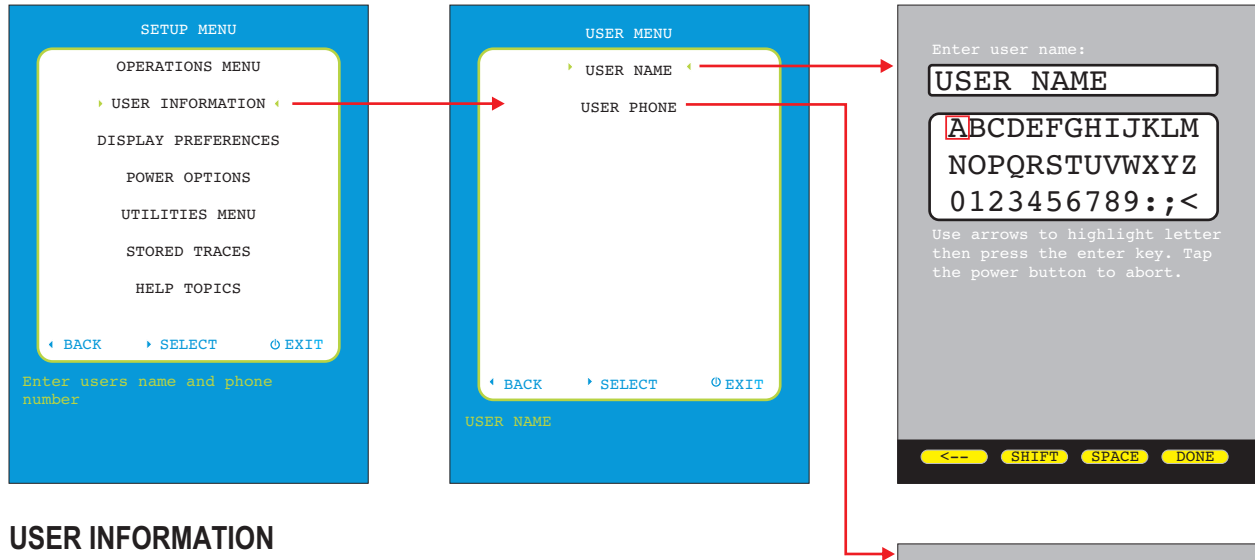 SETUP MENU
OPERATIONS MENU
USER INFORMATION
DISPLAY PREFERENCES
POWER OPTIONS
UTILITIES MENU
STORED TRACES
HELP TOPICS
BACK SELECT EXIT
Enter users name and phone
number
USER MENU
USER NAME
USER PHONE
BACK SELECT EXIT
USER NAME
Enter user name:
USER NAME
ABCDEFGHIJKLM
NOPQRSTUVWXYZ
0123456789:;<
Use arrows to highlight letter
then press the enter key. Tap
the power button to abort.
<-- SHIFT SPACE DONE
USER INFORMATION